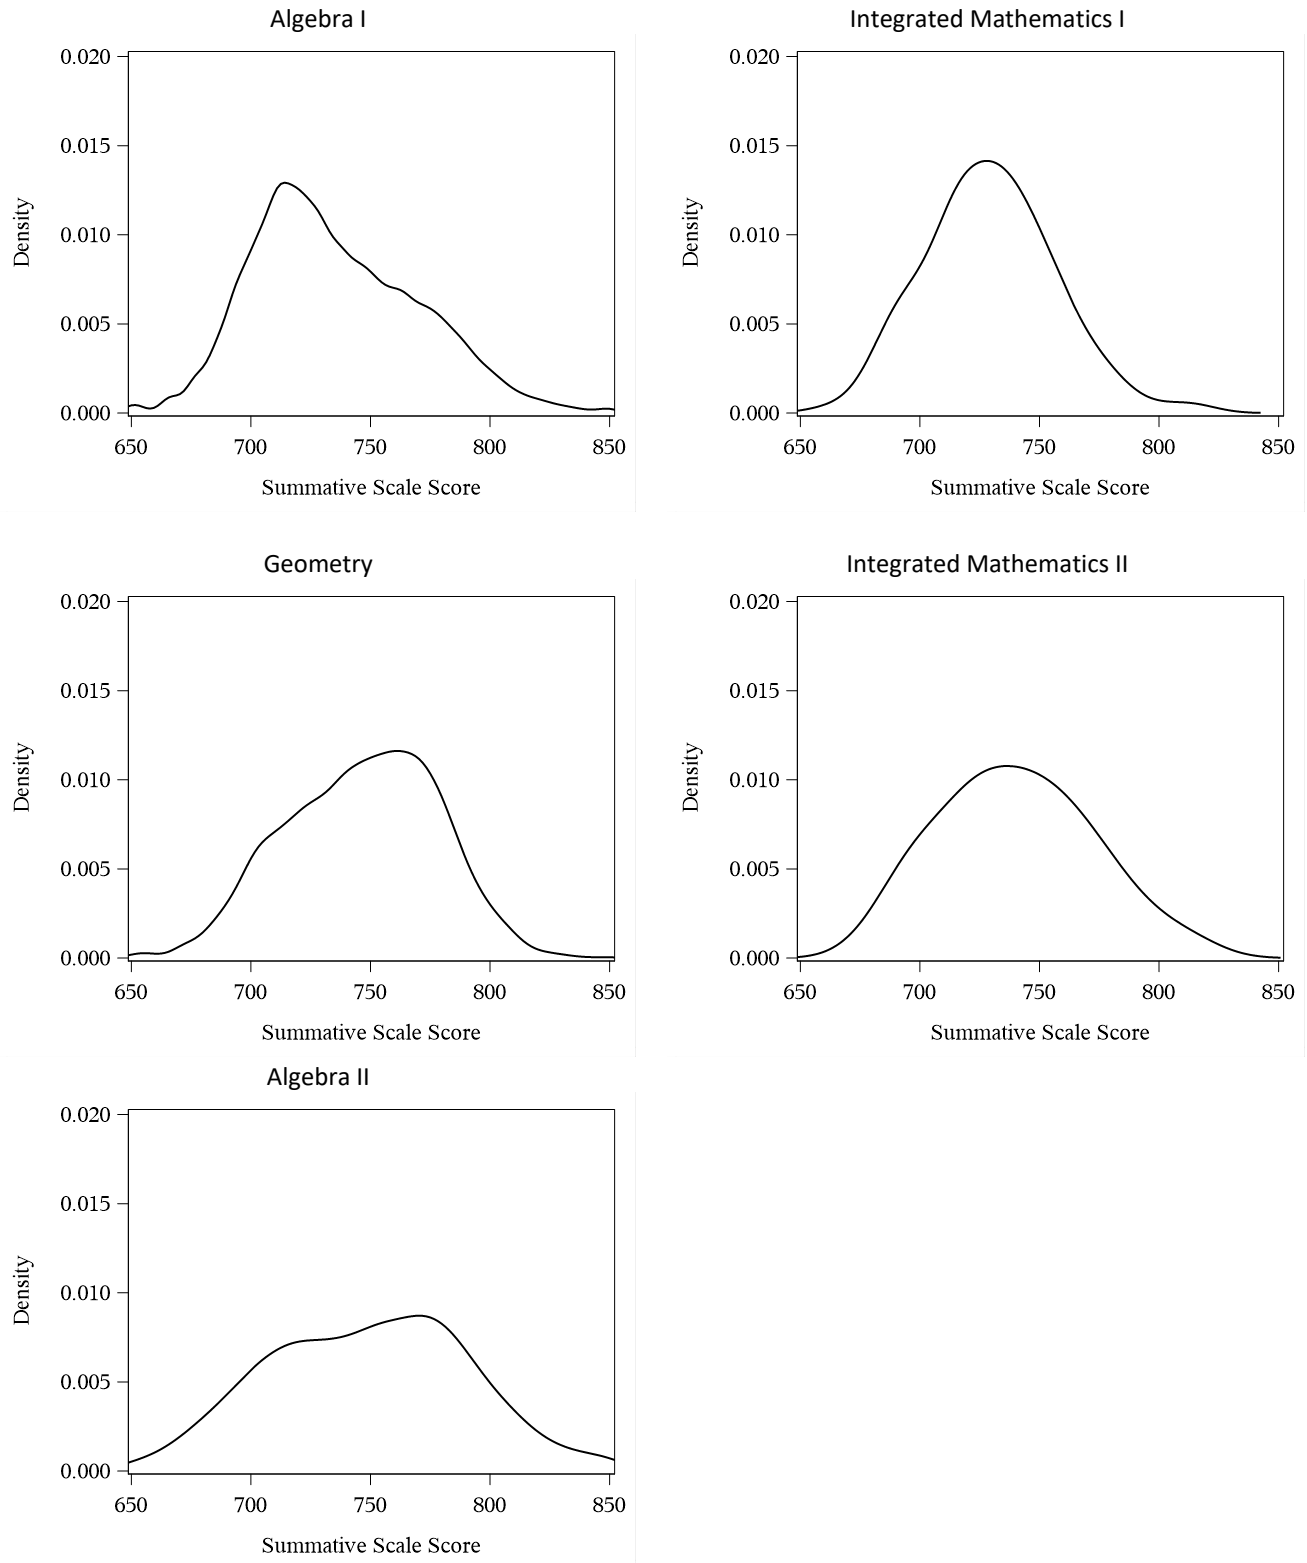 Algebra I
0.020
0.015
0.010
0.005
0.000
Density
650 700 750 800 850
Summative Scale Score
Integrated Mathematics I
0.020
0.015
0.010
0.005
0.000
Density
650 700 750 800 850
Summative Scale Score
Geometry
0.020
0.015
0.010
0.005
0.000
Density
650 700 750 800 850
Summative Scale Score
Integrated Mathematics II
0.020
0.015
0.010
0.005
0.000
Density
650 700 750 800 850
Summative Scale Score
Algebra II
0.020
0.015
0.010
0.005
0.000
Density
650 700 750 800 850
Summative Scale Score